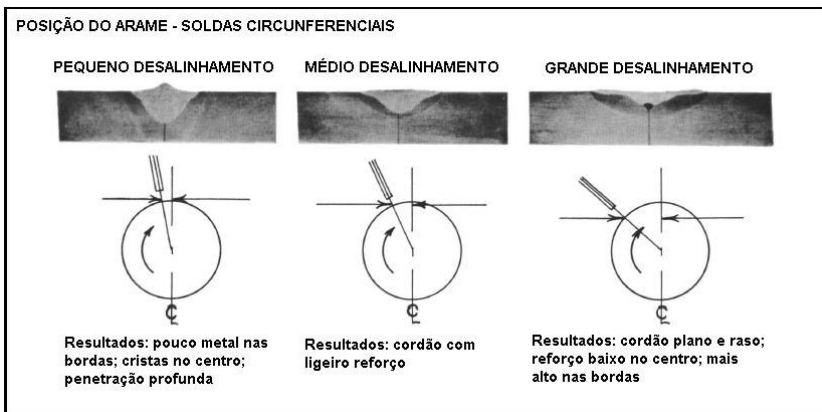 POSIÇÃO DO ARAME - SOLDAS CIRCUNFERENCIAIS
PEQUENO DESALINHAMENTO
MÉDIO DESALINHAMENTO
GRANDE DESALINHAMENTO
℄
℄
℄
Resultados: pouco metal nas
bordas; cristas no centro;
penetração profunda
Resultados: cordão com
ligeiro reforço
Resultados: cordão plano e raso;
reforço baixo no centro; mais
alto nas bordas